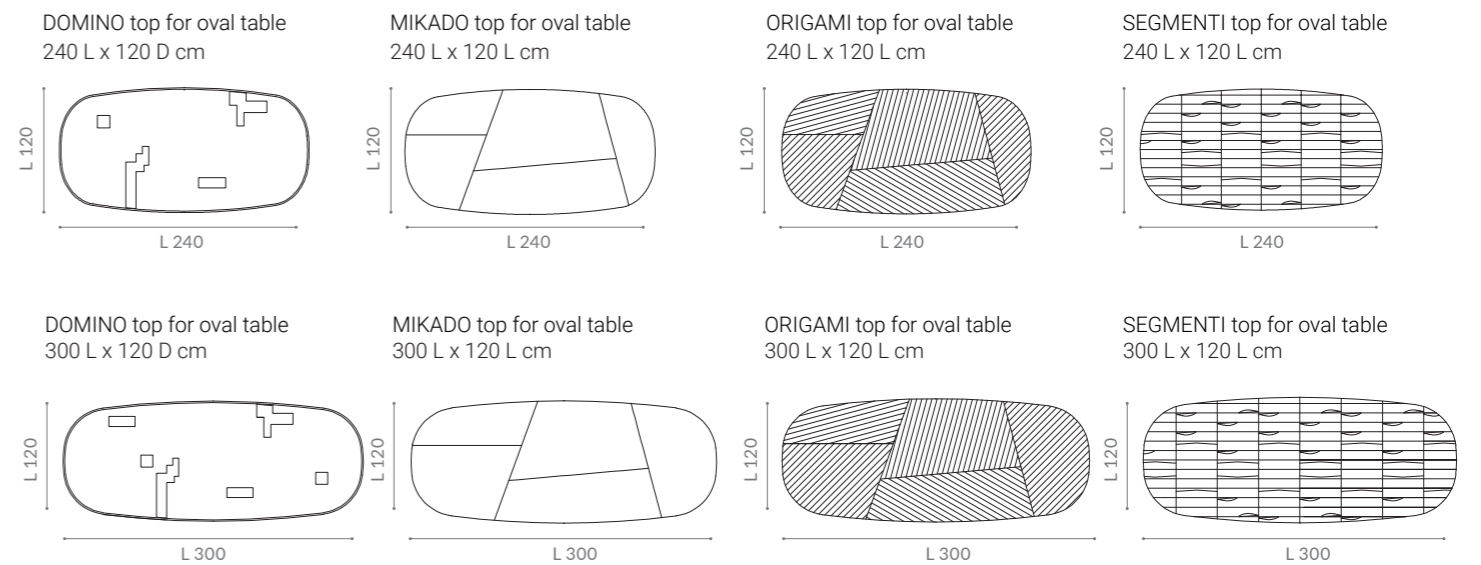 DOMINO top for oval table
240 L x 120 D cm
L 120
L 240
MIKADO top for oval table
240 L x 120 L cm
L 120
L 240
ORIGAMI top for oval table
240 L x 120 L cm
L 120
L 240
SEGMENTI top for oval table
240 L x 120 L cm
L 120
L 240
DOMINO top for oval table
300 L x 120 D cm
L 120
L 300
MIKADO top for oval table
300 L x 120 L cm
L 120
L 300
ORIGAMI top for oval table
300 L x 120 L cm
L 120
L 300
SEGMENTI top for oval table
300 L x 120 L cm
L 120
L 300